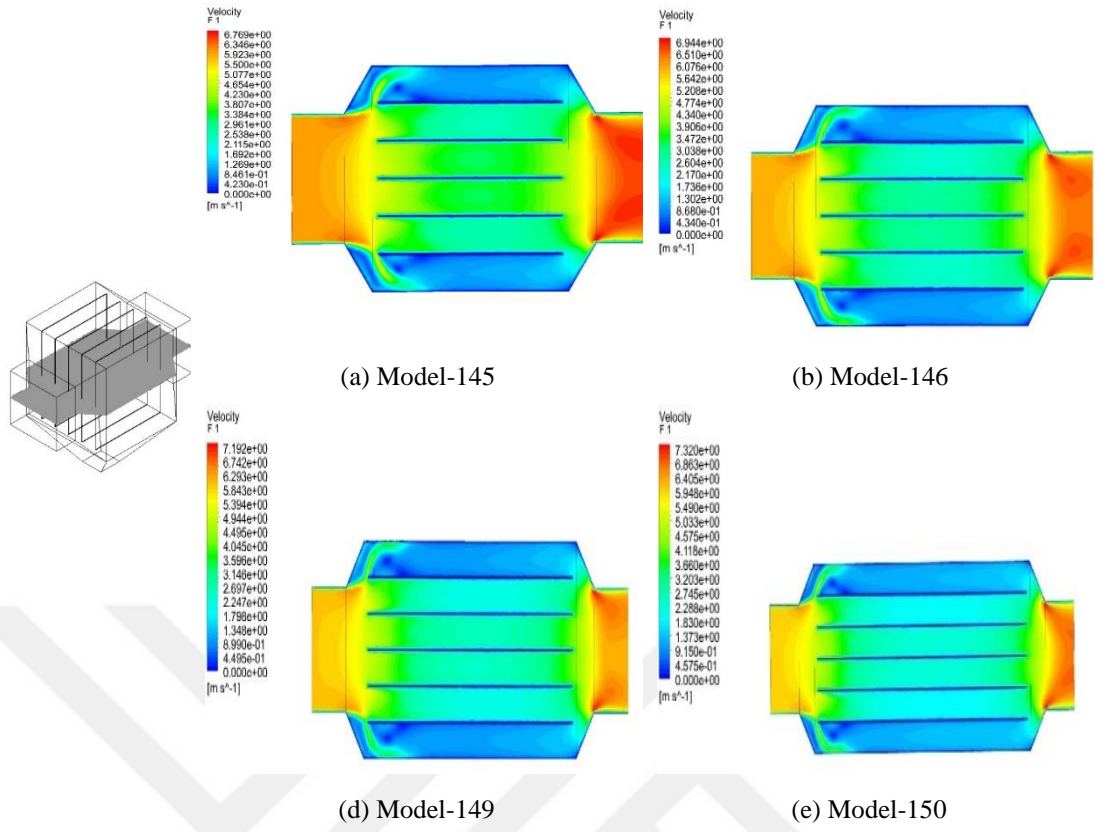 Velocity
F 1
6.769e+00
6.346e+00
5.923e+00
5.500e+00
5.077e+00
4.654e+00
4.230e+00
3.807e+00
3.384e+00
2.961e+00
2.538e+00
2.115e+00
1.692e+00
1.269e+00
8.461e-01
4.230e-01
0.000e+00
[m s^-1]
Velocity
F 1
6.944e+00
6.510e+00
6.076e+00
5.642e+00
5.208e+00
4.774e+00
4.340e+00
3.906e+00
3.472e+00
3.038e+00
2.604e+00
2.170e+00
1.736e+00
1.302e+00
8.680e-01
4.340e-01
0.000e+00
[m s^-1]
(a) Model-145
(b) Model-146
Velocity
F 1
7.192e+00
6.742e+00
6.293e+00
5.843e+00
5.394e+00
4.944e+00
4.495e+00
4.045e+00
3.596e+00
3.146e+00
2.697e+00
2.247e+00
1.798e+00
1.348e+00
8.990e-01
4.495e-01
0.000e+00
[m s^-1]
Velocity
F 1
7.320e+00
6.863e+00
6.405e+00
5.948e+00
5.490e+00
5.033e+00
4.575e+00
4.118e+00
3.660e+00
3.203e+00
2.745e+00
2.288e+00
1.830e+00
1.373e+00
9.150e-01
4.575e-01
0.000e+00
[m s^-1]
(d) Model-149
(e) Model-150